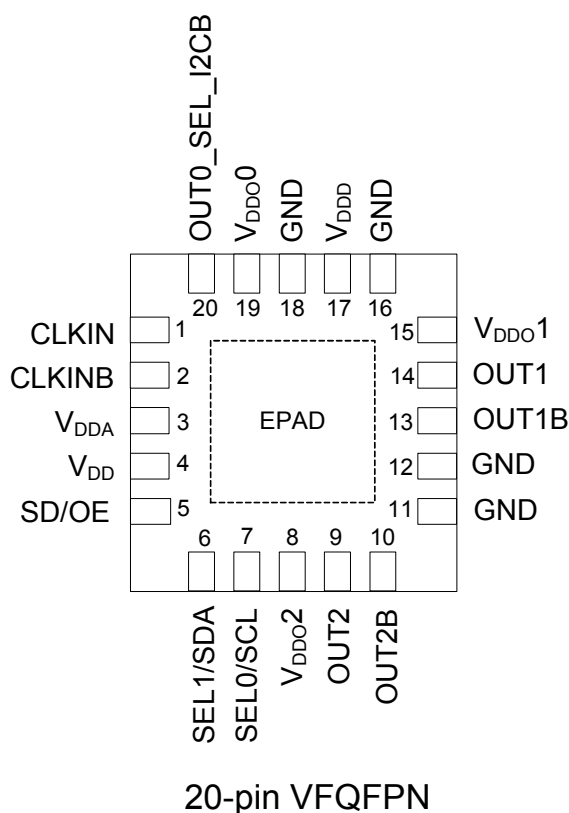 OUT0_SEL_I2CB
VDDO0
GND
VDDD
GND
20
19
18
17
16
CLKIN
1
CLKINB
2
VDDA
3
VDD
4
SD/OE
5
EPAD
15
VDDO1
14
OUT1
13
OUT1B
12
GND
11
GND
6
7
8
9
10
SEL1/SDA
SEL0/SCL
VDDO2
OUT2
OUT2B
20-pin VFQFPN